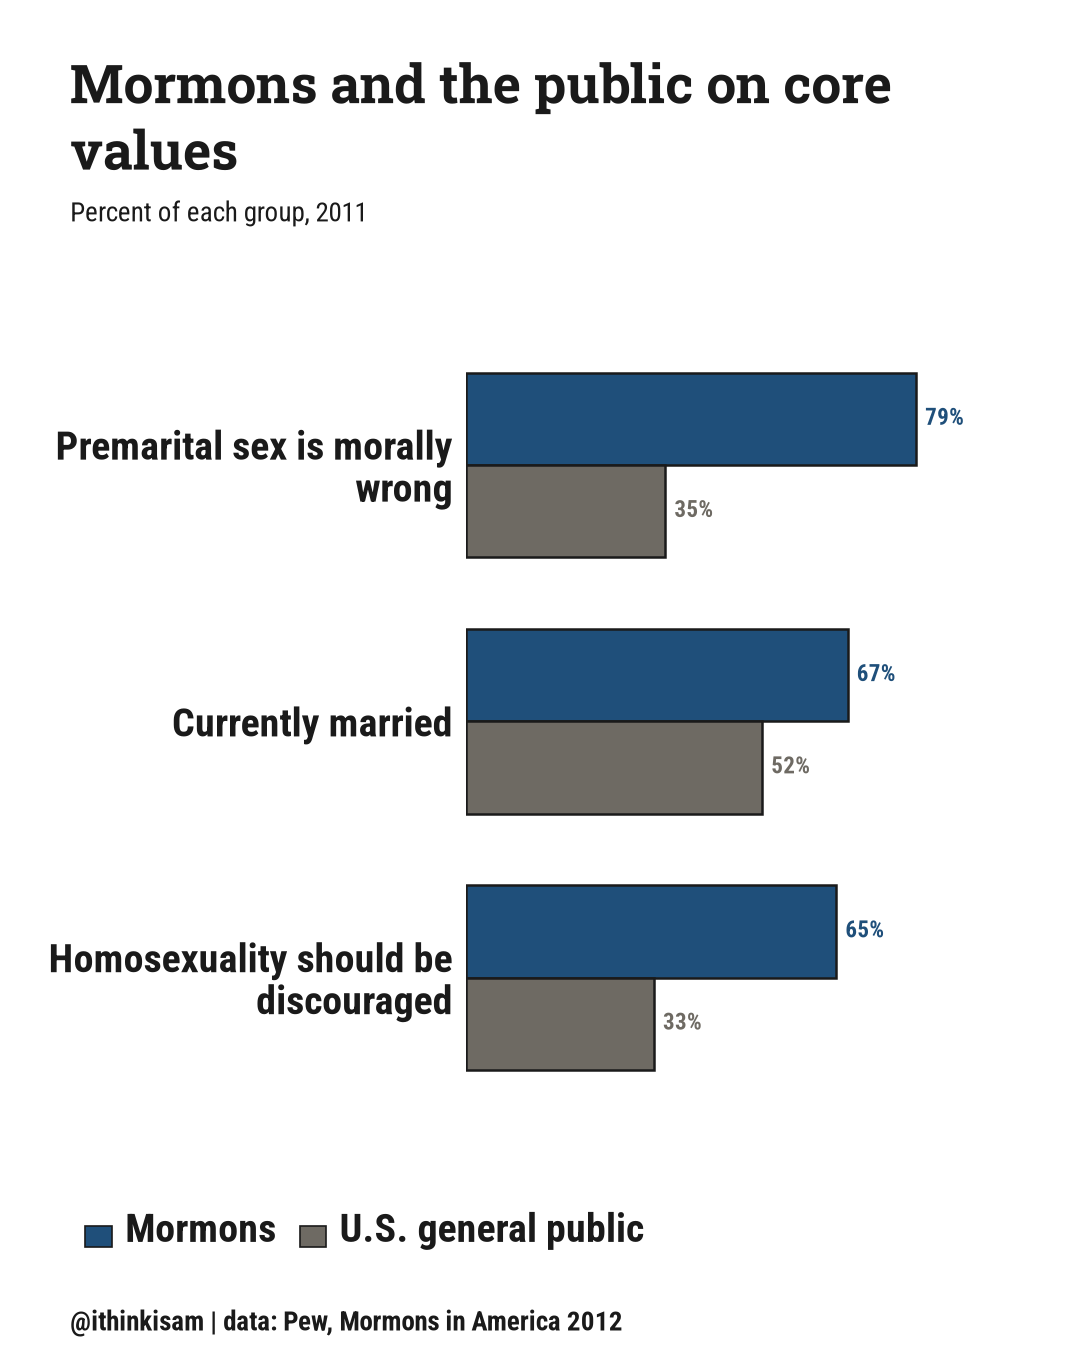 Mormons and the public on core
values
Percent of each group, 2011
Premarital sex is morally
wrong
79%
35%
Currently married
67%
52%
Homosexuality should be
discouraged
65%
33%
Mormons
U.S. general public
@ithinkisam | data: Pew, Mormons in America 2012